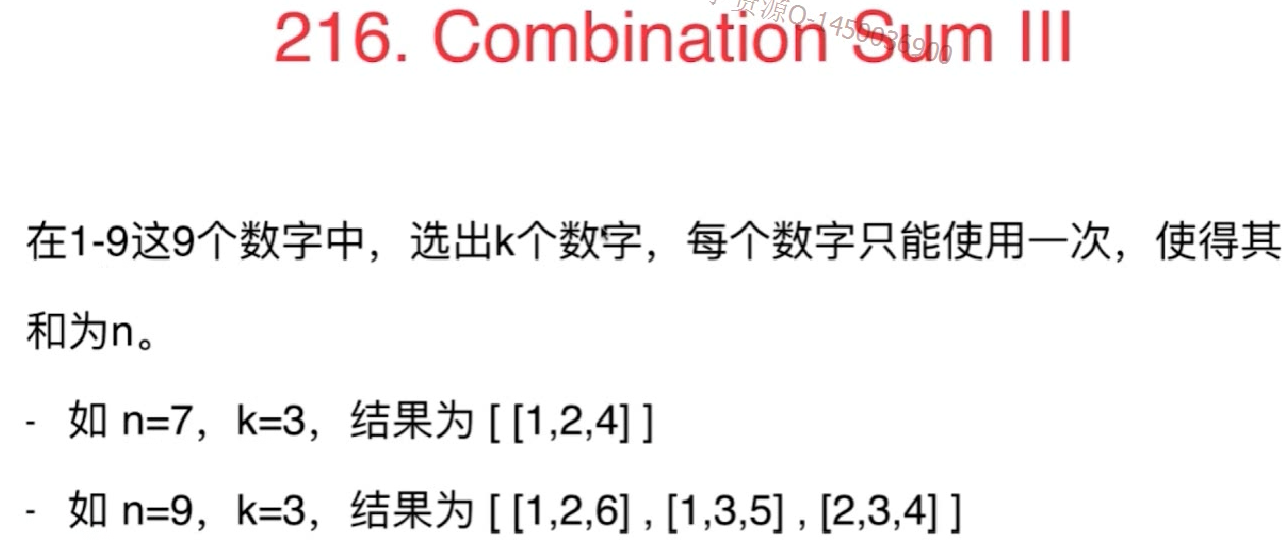 216. Combination Sum III
资源Q-1450036900
在1-9这9个数字中，选出k个数字，每个数字只能使用一次，使得其
和为n。
- 如 n=7，k=3，结果为 [ [1,2,4] ]
- 如 n=9，k=3，结果为 [ [1,2,6] , [1,3,5] , [2,3,4] ]